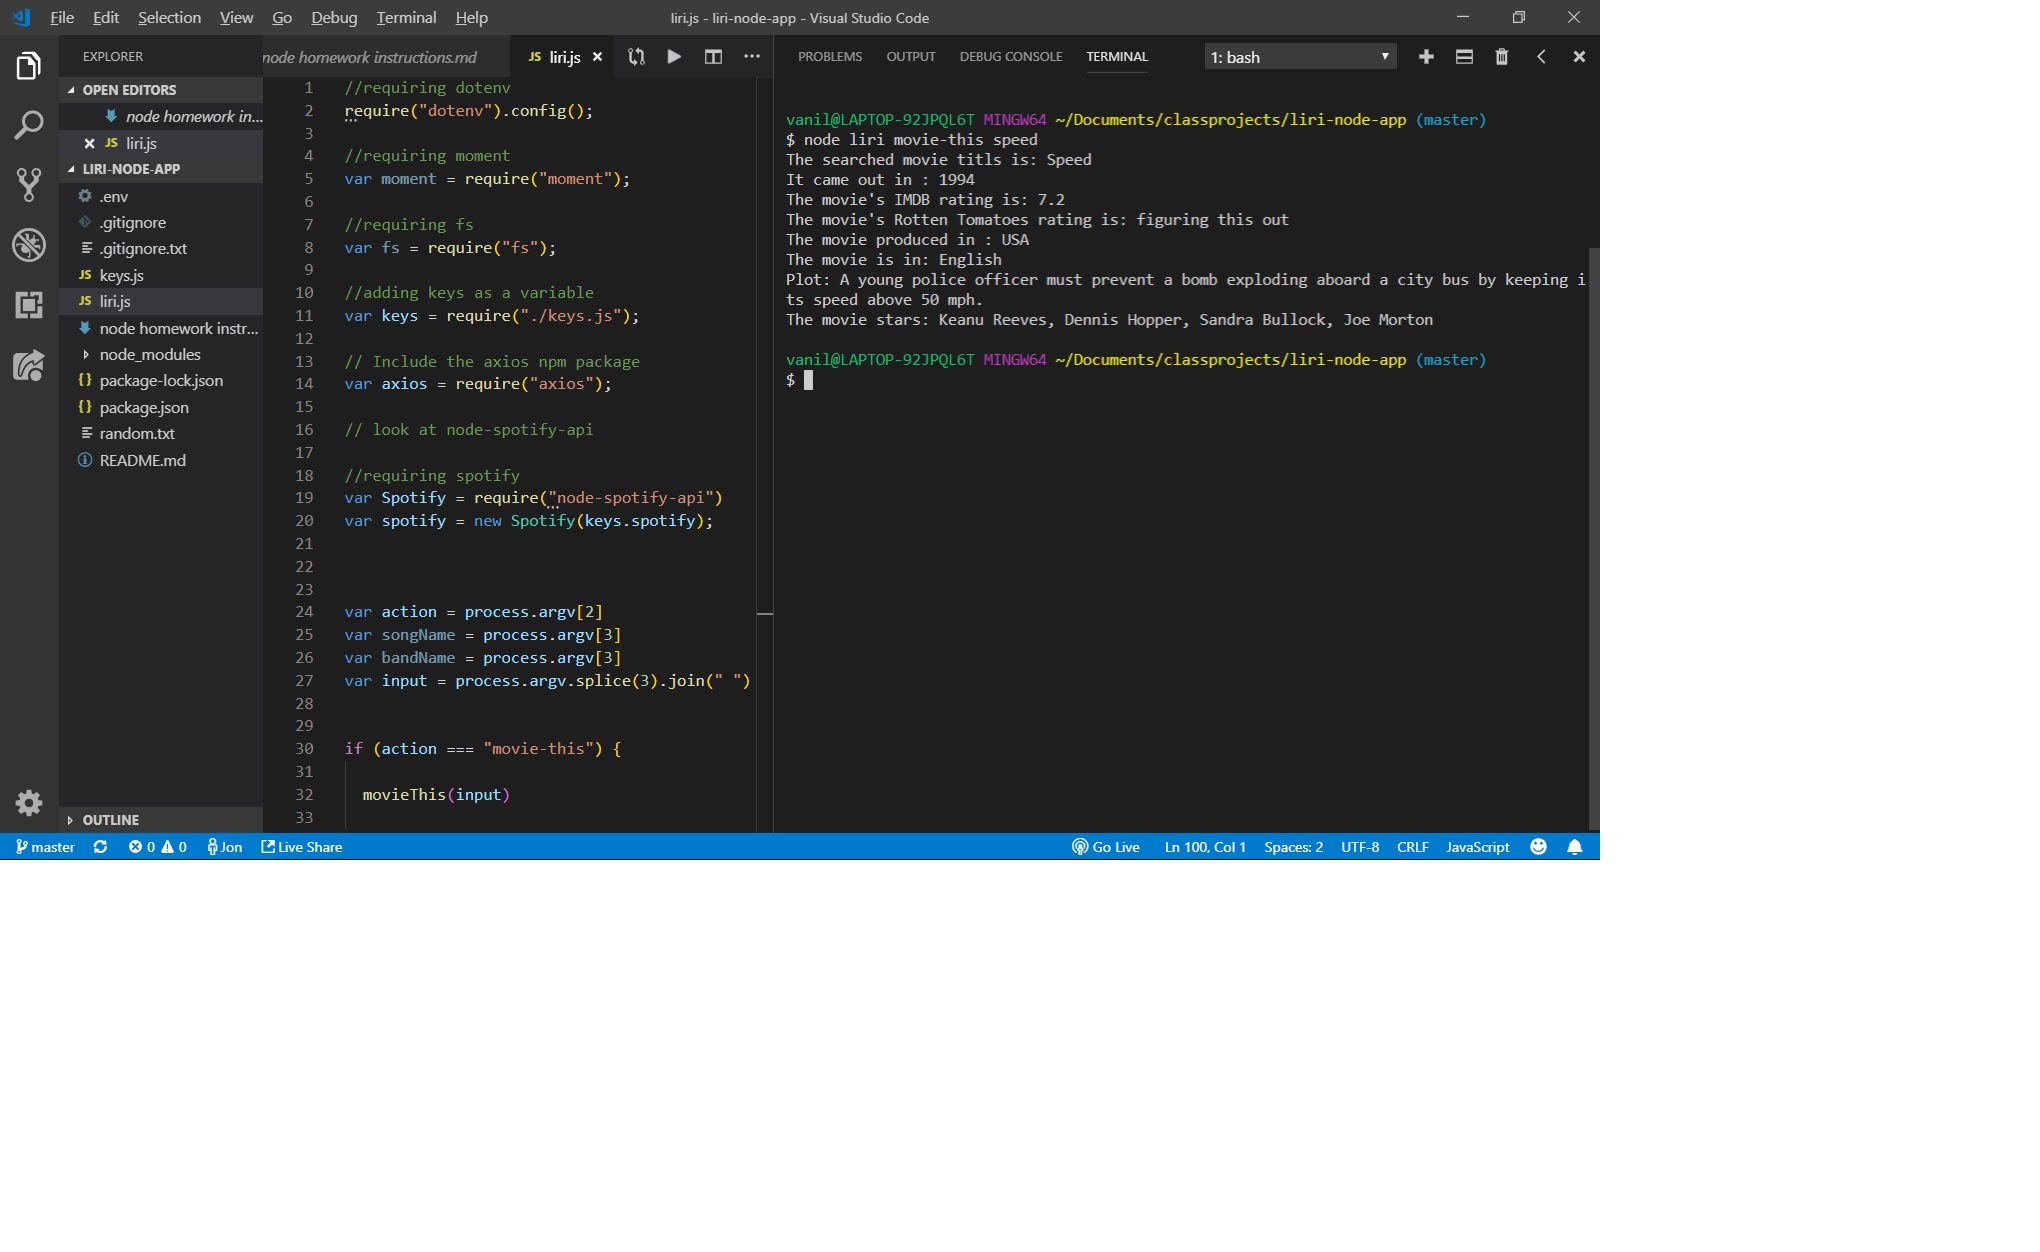 File Edit Selection View Go Debug Terminal Help
liri.js - liri-node-app - Visual Studio Code
EXPLORER
OPEN EDITORS
node homework in...
JS liri.js
LIRI-NODE-APP
.env
.gitignore
.gitignore.txt
JS keys.js
JS liri.js
node homework instr...
node_modules
{} package-lock.json
{} package.json
random.txt
README.md
OUTLINE
node homework instructions.md
JS liri.js
1 //requiring dotenv
2 require("dotenv").config();
3
4 //requiring moment
5 var moment = require("moment");
6
7 //requiring fs
8 var fs = require("fs");
9
10 //adding keys as a variable
11 var keys = require("./keys.js");
12
13 // Include the axios npm package
14 var axios = require("axios");
15
16 // look at node-spotify-api
17
18 //requiring spotify
19 var Spotify = require("node-spotify-api")
20 var spotify = new Spotify(keys.spotify);
21
22
23
24 var action = process.argv[2]
25 var songName = process.argv[3]
26 var bandName = process.argv[3]
27 var input = process.argv.splice(3).join(" ")
28
29
30 if (action === "movie-this") {
31
32 movieThis(input)
33
PROBLEMS OUTPUT DEBUG CONSOLE TERMINAL
1: bash
vanil@LAPTOP-92JPQL6T MINGW64 ~/Documents/classprojects/liri-node-app (master)
$ node liri movie-this speed
The searched movie titls is: Speed
It came out in : 1994
The movie's IMDB rating is: 7.2
The movie's Rotten Tomatoes rating is: figuring this out
The movie produced in : USA
The movie is in: English
Plot: A young police officer must prevent a bomb exploding aboard a city bus by keeping i
ts speed above 50 mph.
The movie stars: Keanu Reeves, Dennis Hopper, Sandra Bullock, Joe Morton
vanil@LAPTOP-92JPQL6T MINGW64 ~/Documents/classprojects/liri-node-app (master)
$
master 0 0 Jon Live Share
Go Live Ln 100, Col 1 Spaces: 2 UTF-8 CRLF JavaScript